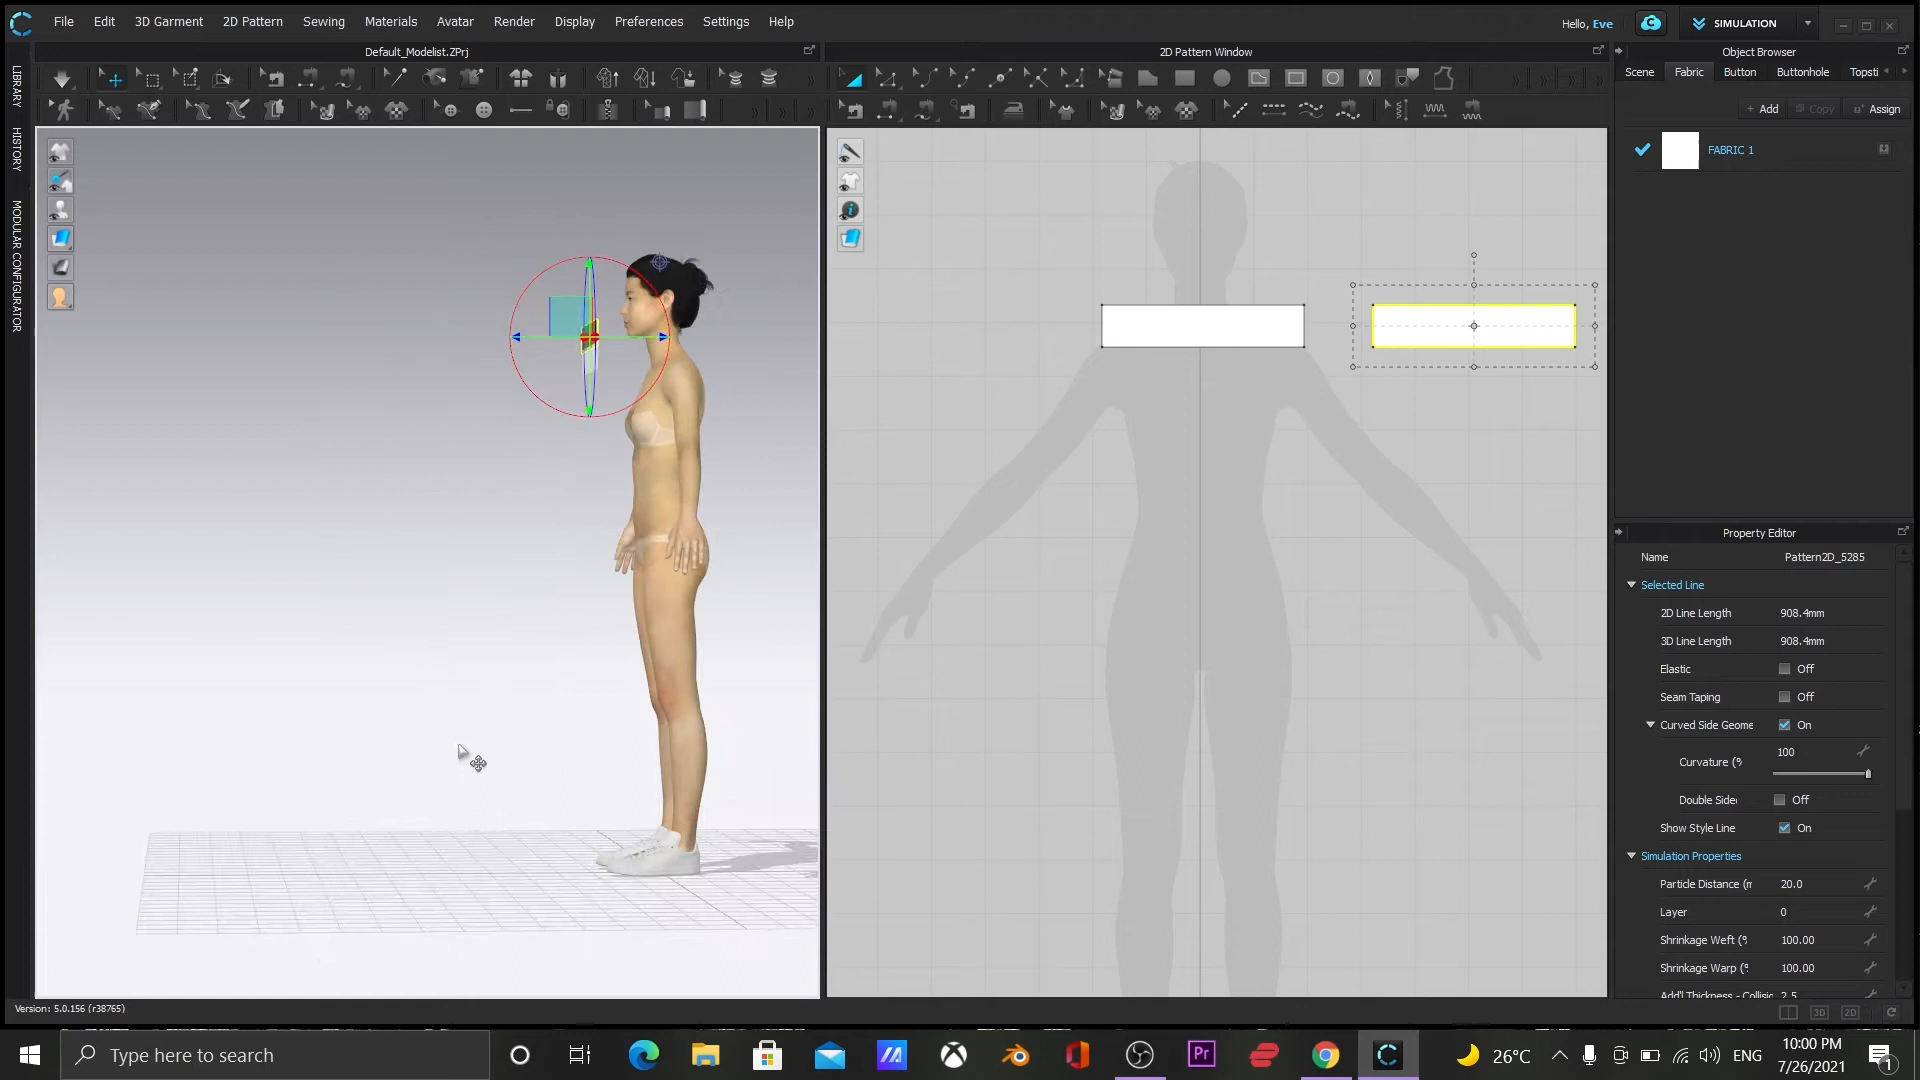 File Edit 3D Garment 2D Pattern Sewing Materials Avatar Render Display Preferences Settings Help
Hello, Eve
SIMULATION
Default_Modelist.ZPrj
2D Pattern Window
Object Browser
Scene Fabric Button Buttonhole Topsti
+ Add Copy Assign
FABRIC 1
LIBRARY
HISTORY
MODULAR CONFIGURATOR
Property Editor
Name Pattern2D_5285
Selected Line
2D Line Length 908.4mm
3D Line Length 908.4mm
Elastic Off
Seam Taping Off
Curved Side Geome On
Curvature (% 100
Double Side Off
Show Style Line On
Simulation Properties
Particle Distance (m 20.0
Layer 0
Shrinkage Weft (% 100.00
Shrinkage Warp (% 100.00
Add'l Thickness - Collisio 2.5
Version: 5.0.156 (r38765)
3D 2D
Type here to search
Pr
26°C
ENG
10:00 PM
7/26/2021
1